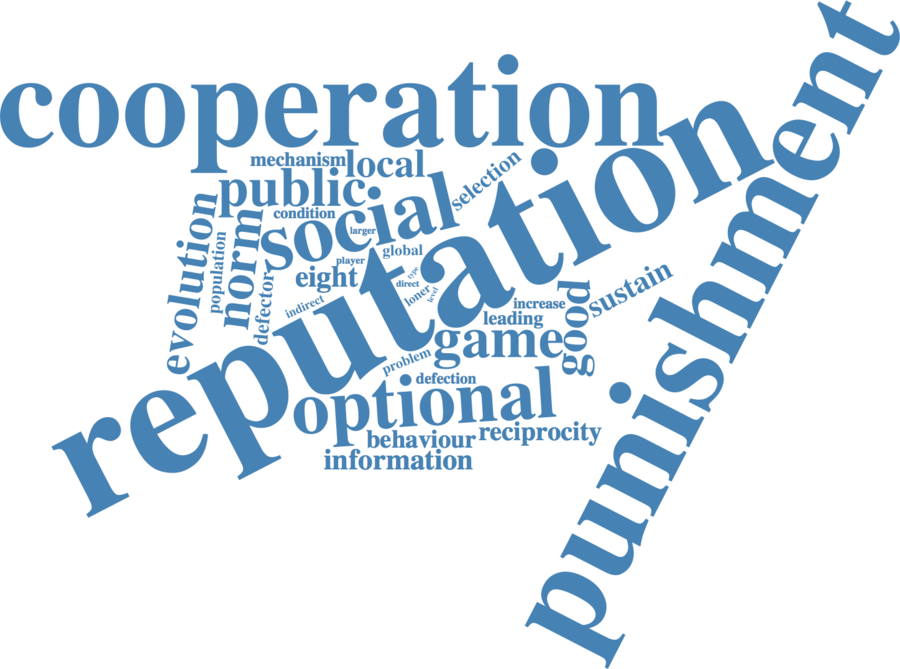 cooperation
punishment
reputation
mechanism
local
public
selection
condition
social
larger
evolution
population
norm
defector
eight
player
global
type
direct
loner
level
indirect
increase
good
sustain
leading
game
problem
defection
optional
behaviour
reciprocity
information